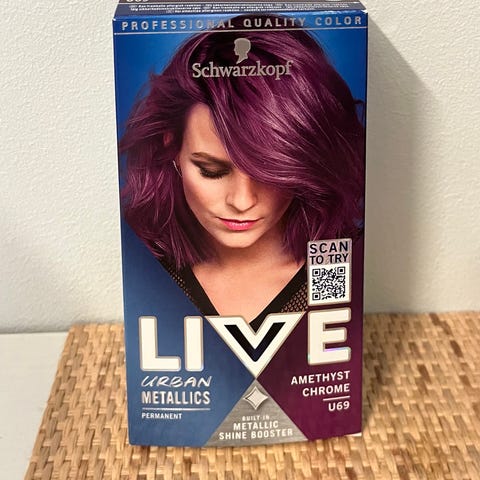 PROFESSIONAL QUALITY COLOR
Schwarzkopf
SCAN
TO TRY
LIVE
URBAN
METALLICS
PERMANENT
AMETHYST
CHROME
U69
BUILT-IN
METALLIC
SHINE BOOSTER